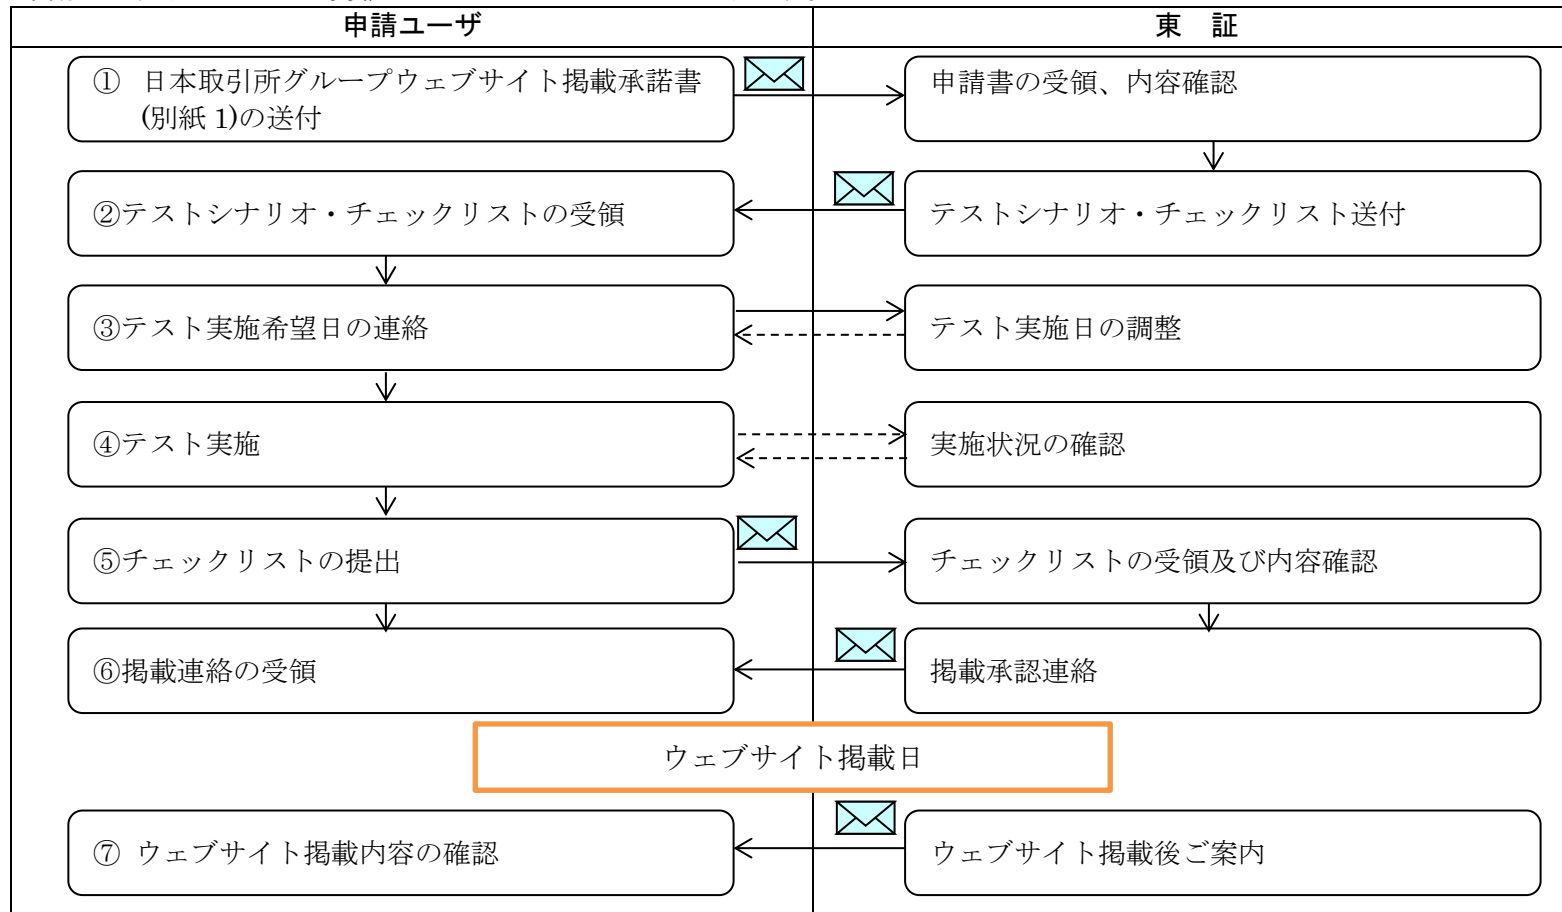 申請ユーザ
東 証
① 日本取引所グループウェブサイト掲載承諾書
(別紙 1)の送付
申請書の受領、内容確認
②テストシナリオ・チェックリストの受領
テストシナリオ・チェックリスト送付
③テスト実施希望日の連絡
テスト実施日の調整
④テスト実施
実施状況の確認
⑤チェックリストの提出
チェックリストの受領及び内容確認
⑥掲載連絡の受領
掲載承認連絡
ウェブサイト掲載日
⑦ ウェブサイト掲載内容の確認
ウェブサイト掲載後ご案内